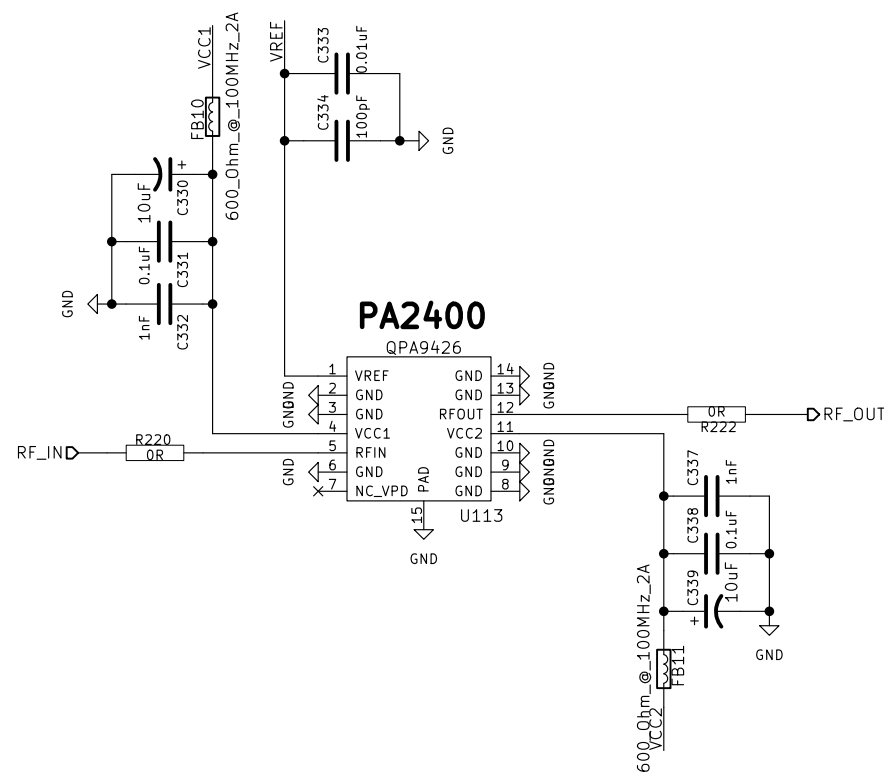 VCC1
600_Ohm_@_100MHz_2A
FB10
VREF
C333
0.01uF
C334
100pF
GND
+
10uF
C330
0.1uF
C331
GND
1nF
C332
PA2400
QPA9426
1 VREF
GND 2 GND
GND 3 GND
4 VCC1
5 RFIN
GND 6 GND
7 NC_VPD
GND 14 GND
GND 13 GND
RFOUT 12
VCC2 11
GND 10 GND
GND 9 GND
GND 8 GND
PAD
15
U113
GND
RF_IN
R220
0R
0R
R222
RF_OUT
C337
1nF
C338
0.1uF
C339
10uF
+
GND
600_Ohm_@_100MHz_2A
FB11
VCC2